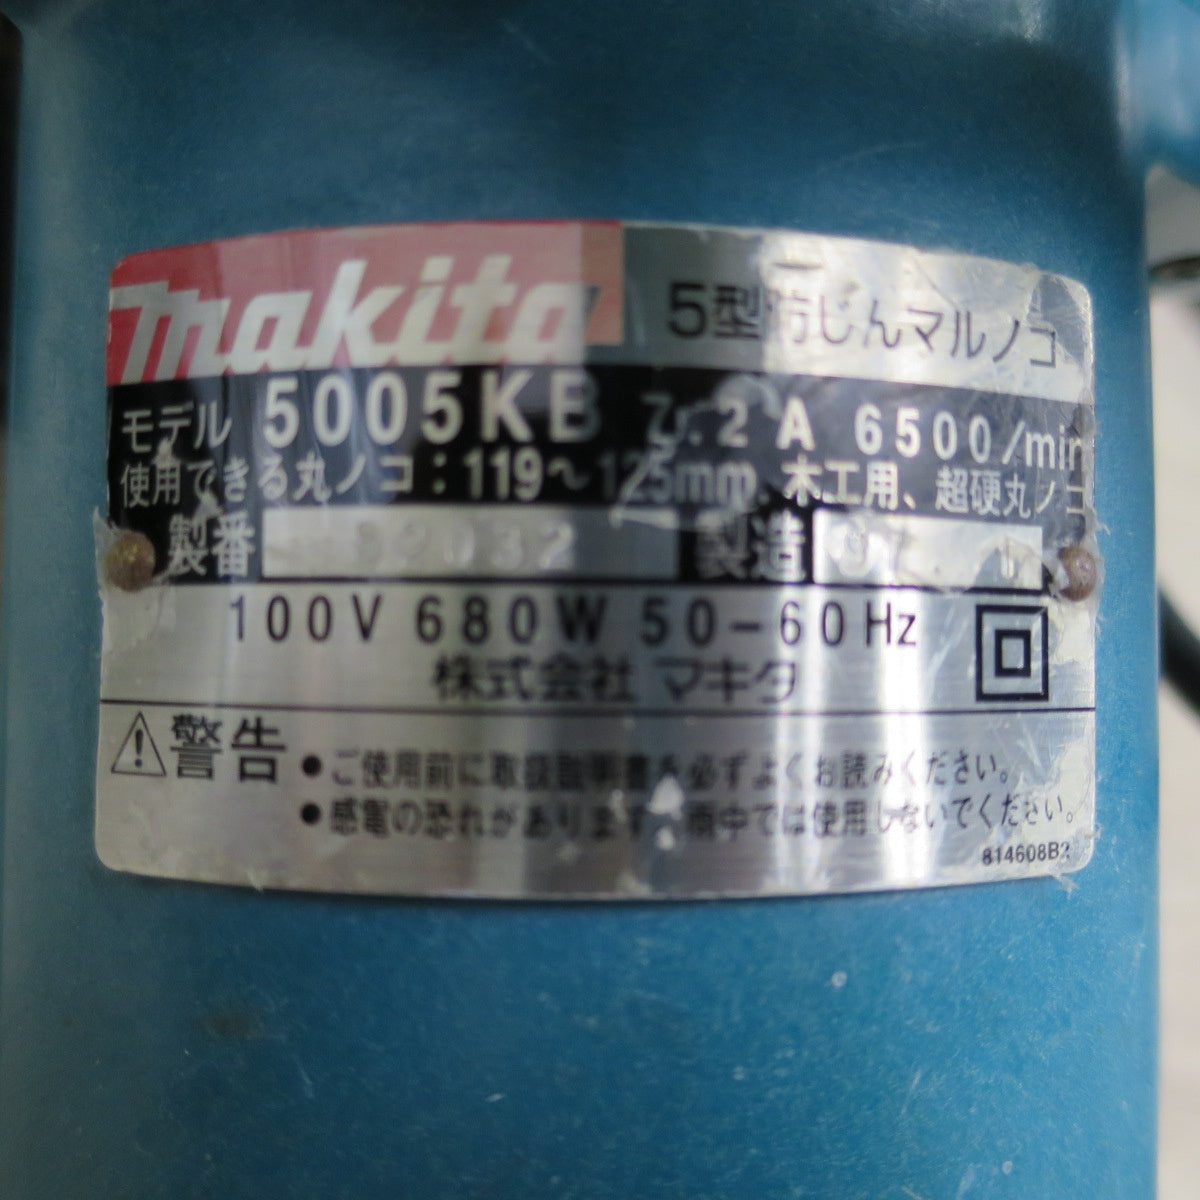 makita 5型防じんマルノコ
モデル 5005KB 7.2A 6500/min
使用できる丸ノコ:119~125mm.木工用、超硬丸ノコ
製番 製造
100V 680W 50-60Hz
株式会社 マキタ
警告 ●ご使用前に取扱説明書を必ずよくお読みください。
●感電の恐れがあります 雨中では使用しないでください。
814608B2